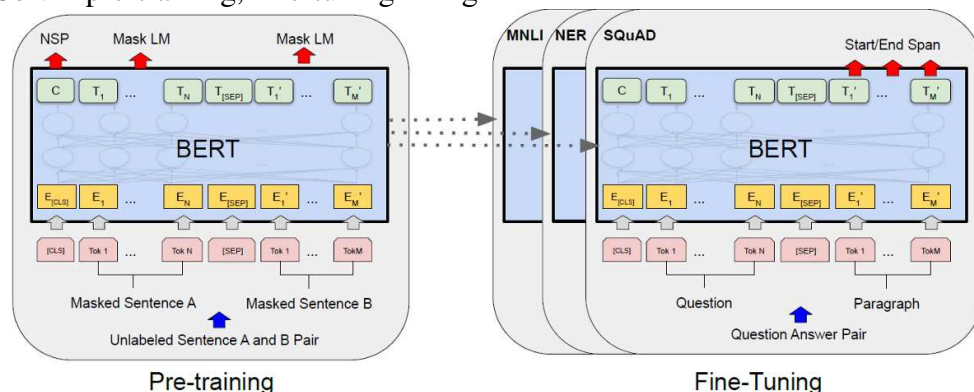 NSP Mask LM Mask LM
C T1 ... TN T[SEP] T1' ... TM'
BERT
E[CLS] E1 ... EN E[SEP] E1' ... EM'
[CLS] Tok 1 ... Tok N [SEP] Tok 1 ... TokM
Masked Sentence A Masked Sentence B
Unlabeled Sentence A and B Pair
Pre-training
MNLI NER SQuAD
Start/End Span
C T1 ... TN T[SEP] T1' ... TM'
BERT
E[CLS] E1 ... EN E[SEP] E1' ... EM'
[CLS] Tok 1 ... Tok N [SEP] Tok 1 ... TokM
Question Paragraph
Question Answer Pair
Fine-Tuning